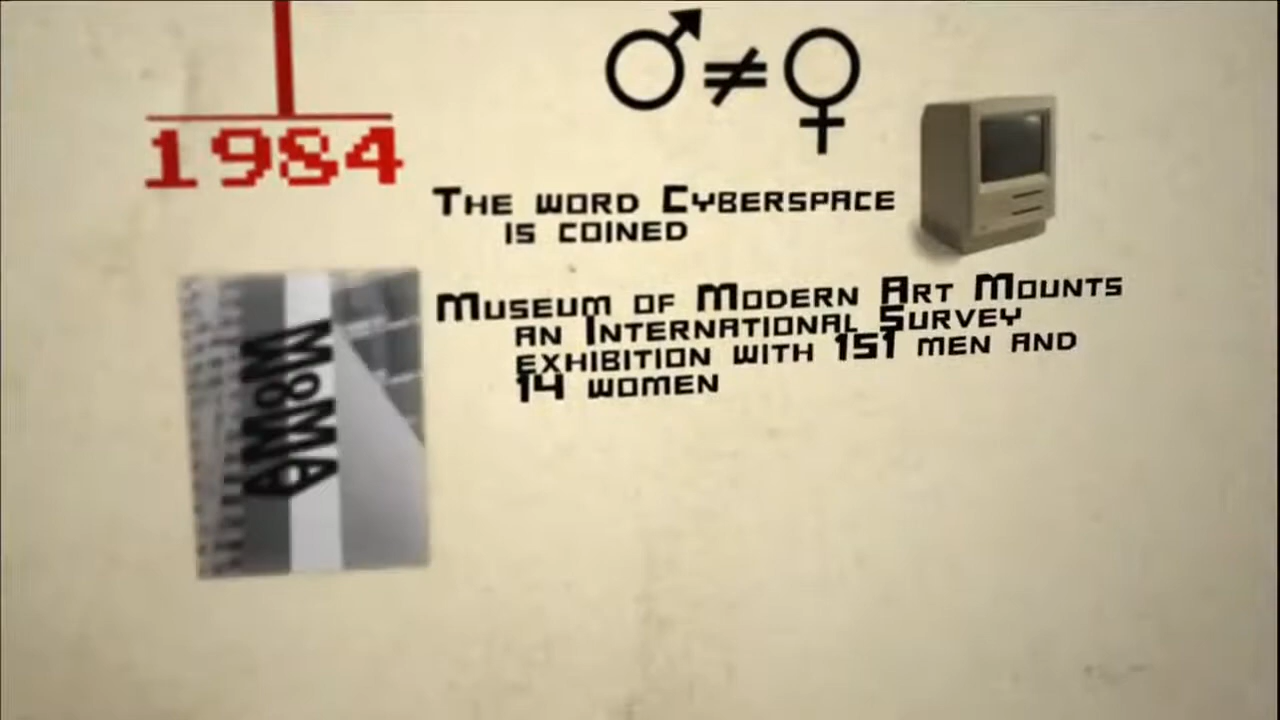 ♂≠♀
1984
The word Cyberspace
is coined
Museum of Modern Art Mounts
an International Survey
exhibition with 151 men and
14 women
MoMA
MoMA